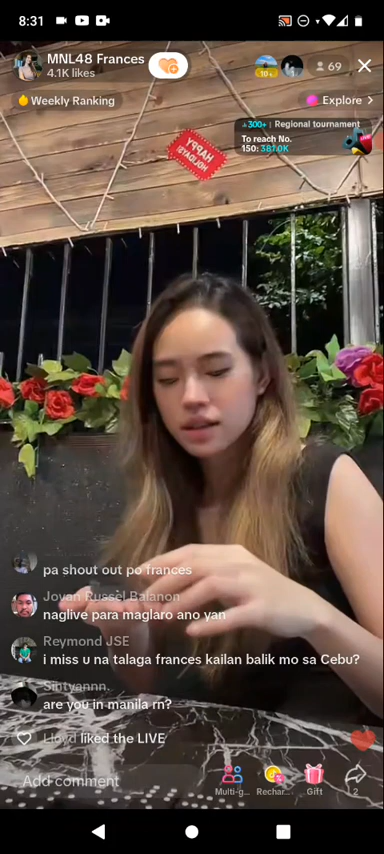 8:31
MNL48 Frances
4.1K likes
10+
69
Weekly Ranking
Explore
300+ | Regional tournament
To reach No.
150: 381.0K
HAPPY
HOLIDAYS!
pa shout out po frances
Jovan Russel Baianon
naglive para maglaro ano yan
Reymond JSE
i miss u na talaga frances kailan balik mo sa Cebu?
Sintyannn.
are you in manila rn?
Lloyd liked the LIVE
Add comment
Multi-g...
Rechar...
Gift
2